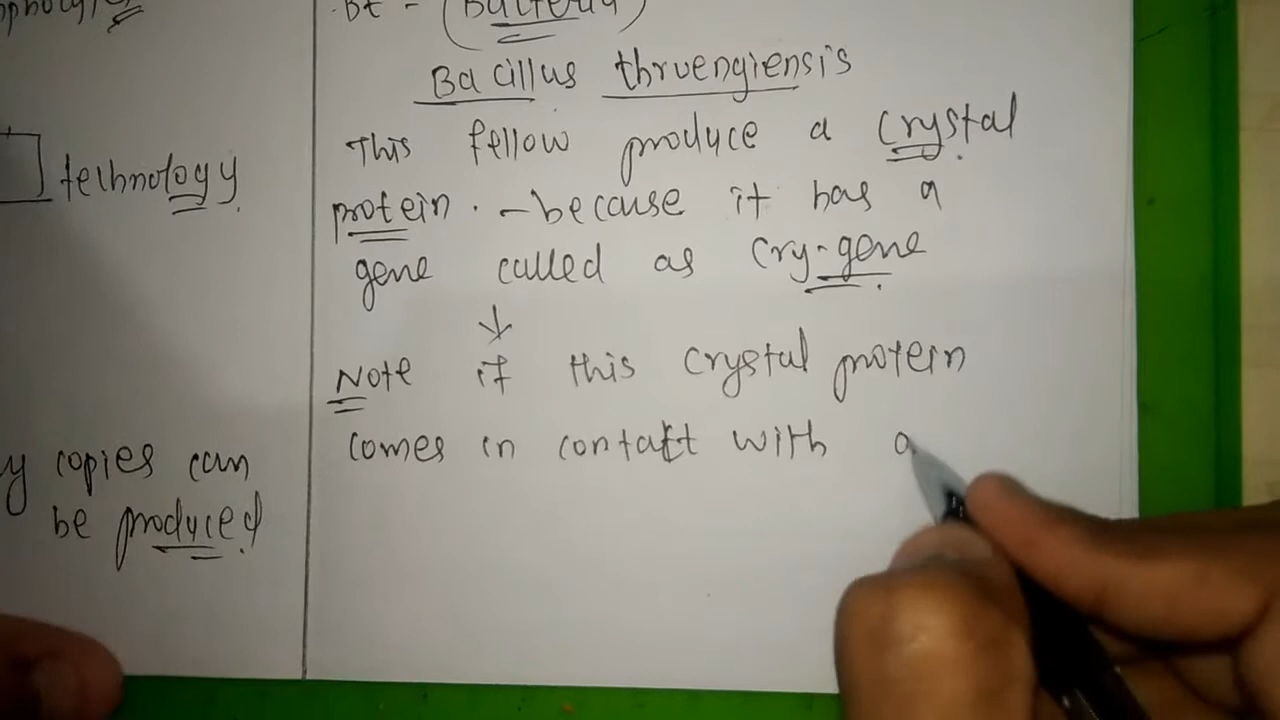 Bt - (Bacteria)
Bacillus thruengiensis
This fellow produce a Crystal
protein. - because it has a
gene called as Cry-gene
Note if this crystal protein
comes in contact with a
technology
copies can
be produced